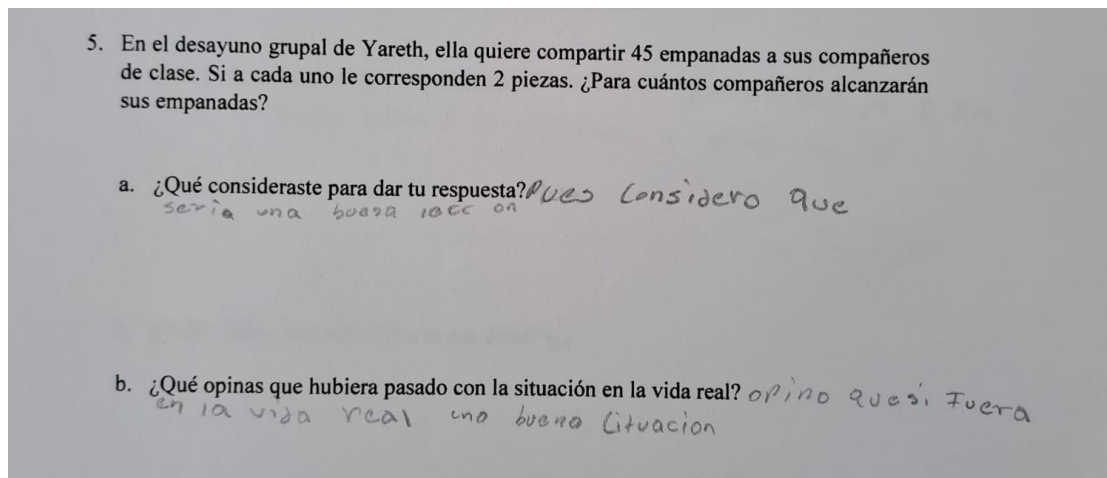 5. En el desayuno grupal de Yareth, ella quiere compartir 45 empanadas a sus compañeros
de clase. Si a cada uno le corresponden 2 piezas. ¿Para cuántos compañeros alcanzarán
sus empanadas?
a. ¿Qué consideraste para dar tu respuesta? Pues Considero que
seria una buena
b. ¿Qué opinas que hubiera pasado con la situación en la vida real? opino que si Fuera
en la vida real una buena Cituacion